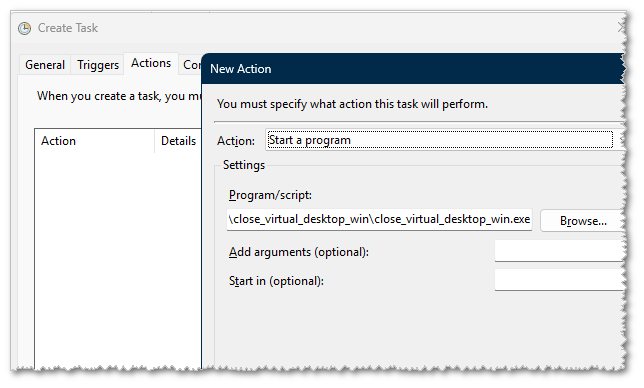 Create Task
General Triggers Actions Co
New Action
When you create a task, you mu
You must specify what action this task will perform.
Action Details
Action: Start a program
Settings
Program/script:
\close_virtual_desktop_win\close_virtual_desktop_win.exe Browse...
Add arguments (optional):
Start in (optional):